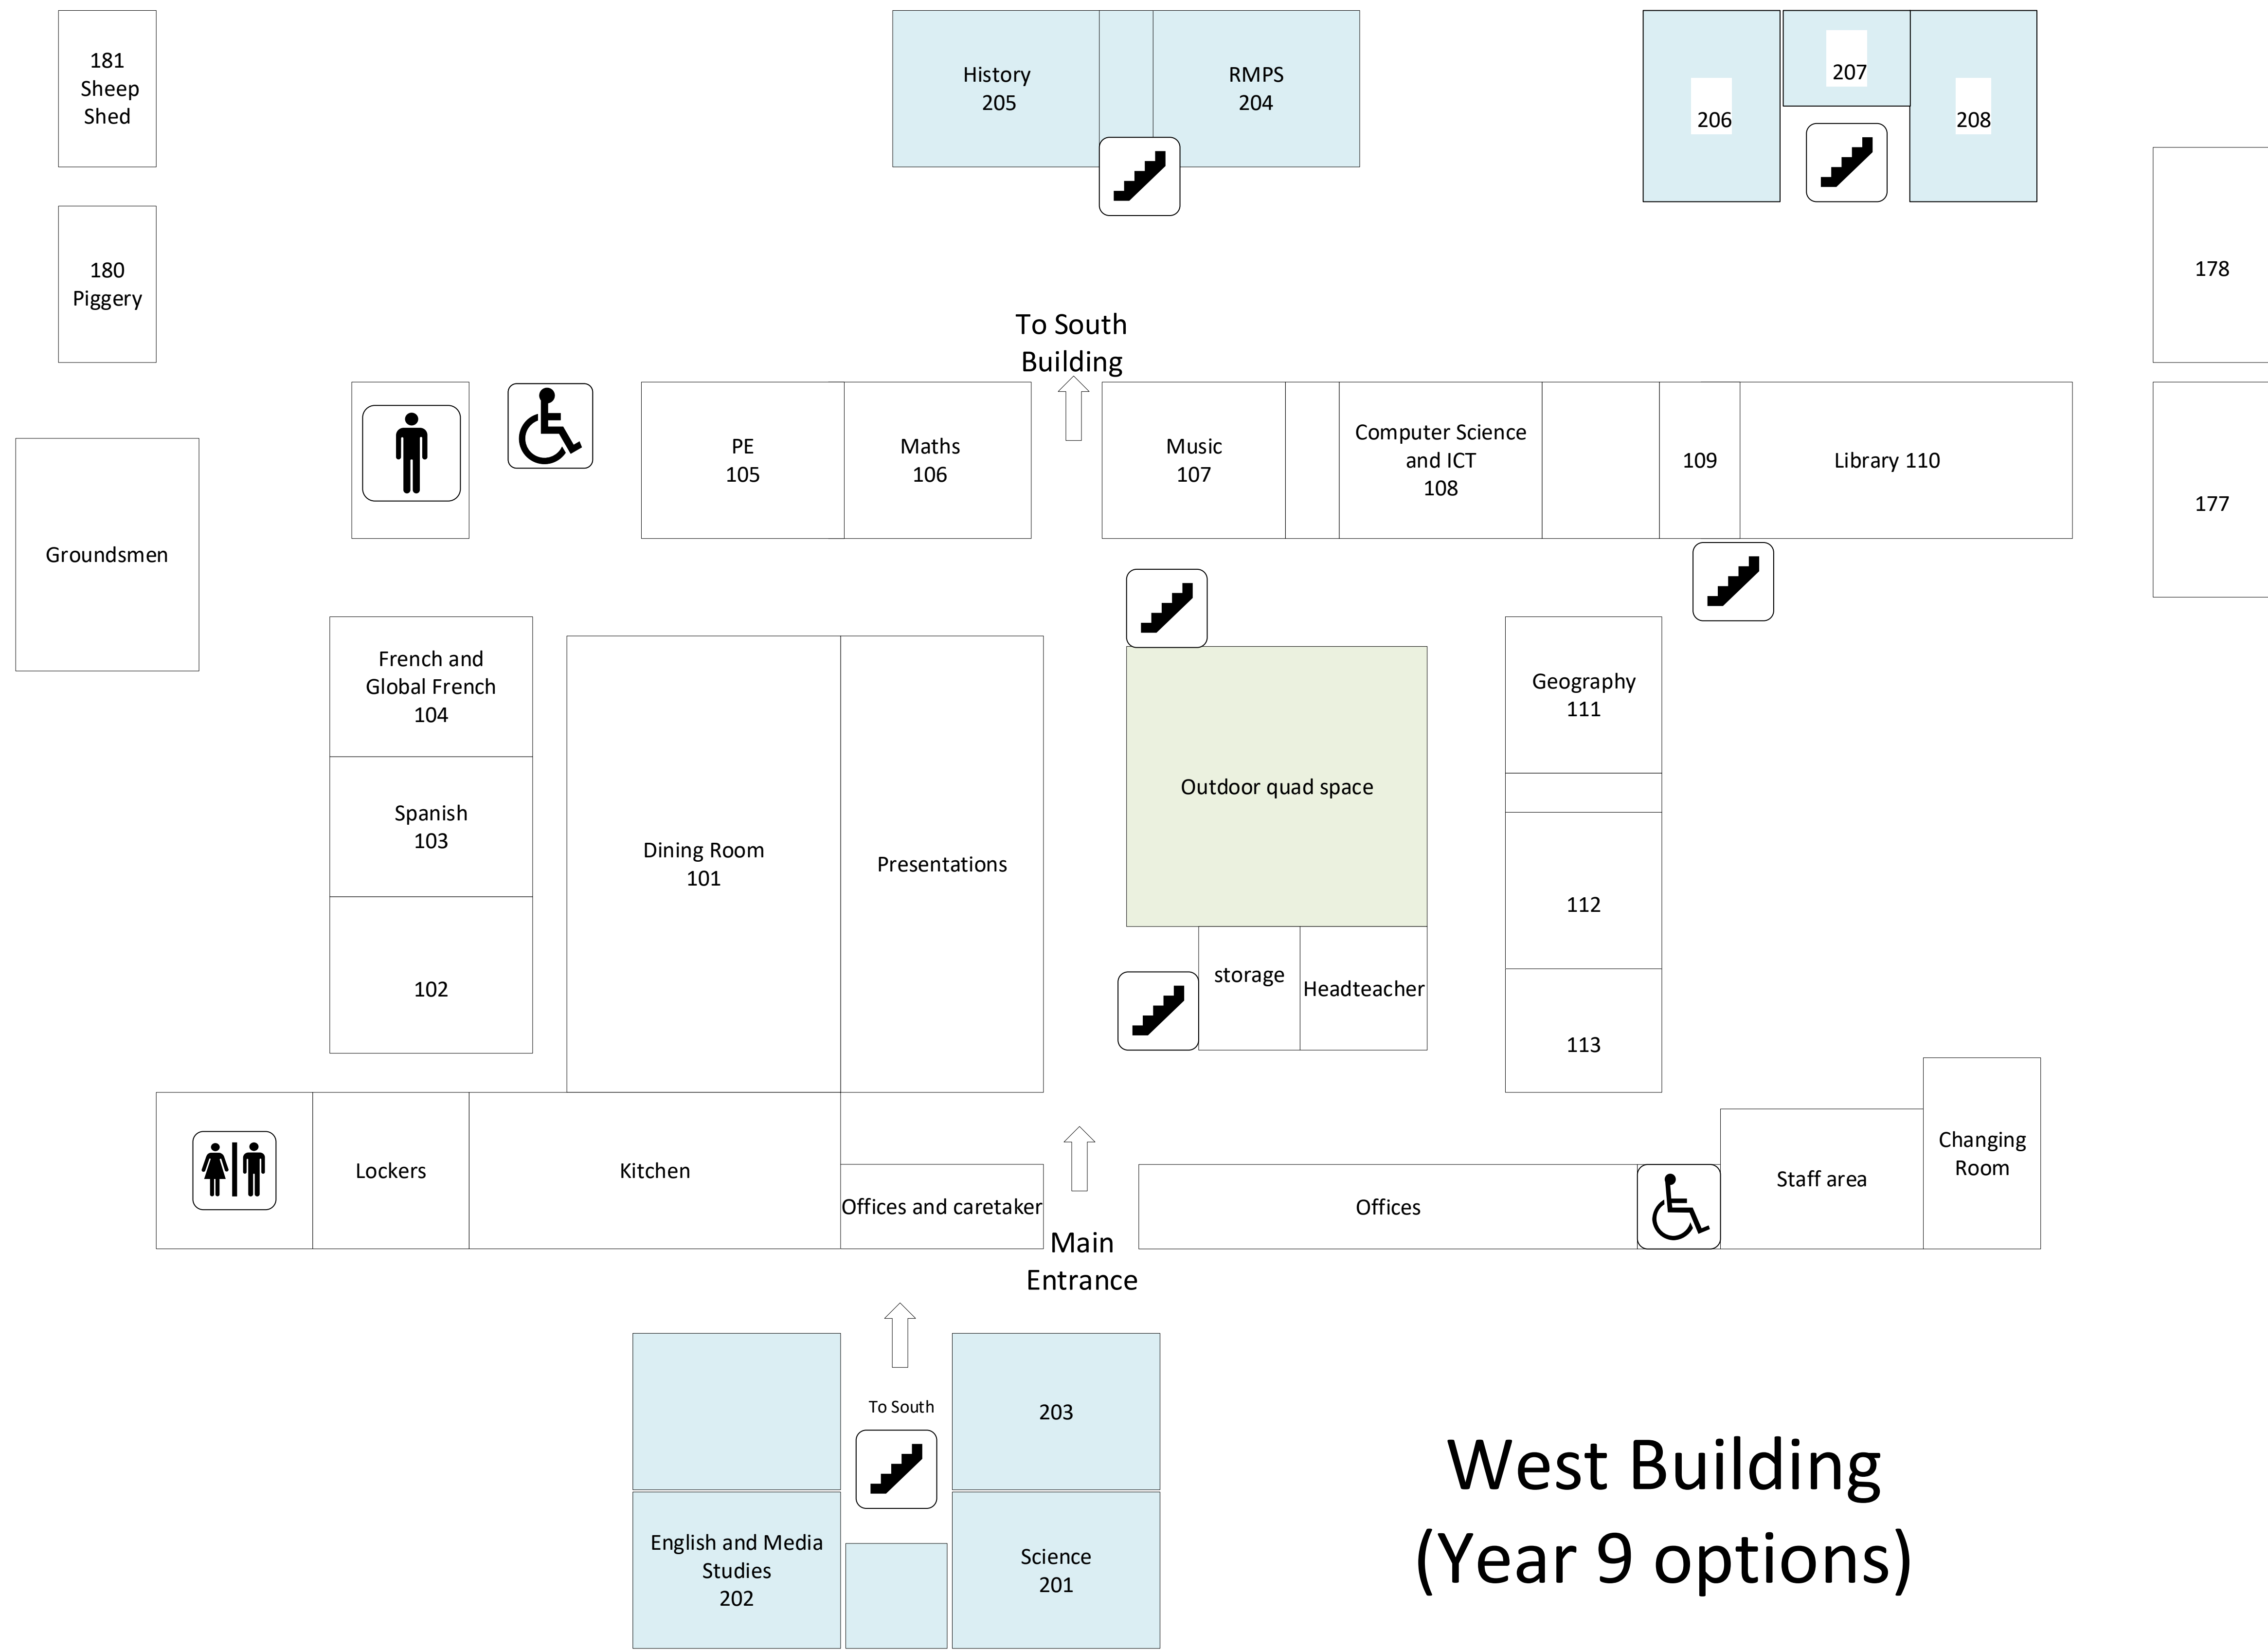 181
Sheep
Shed
History
205
RMPS
204
206
207
208
180
Piggery
178
To South
Building
PE
105
Maths
106
Music
107
Computer Science
and ICT
108
109
Library 110
177
Groundsmen
French and
Global French
104
Geography
111
Outdoor quad space
Spanish
103
Dining Room
101
Presentations
112
102
storage
Headteacher
113
Lockers
Kitchen
Offices and caretaker
Offices
Staff area
Changing
Room
Main
Entrance
To South
203
English and Media
Studies
202
Science
201
West Building
(Year 9 options)